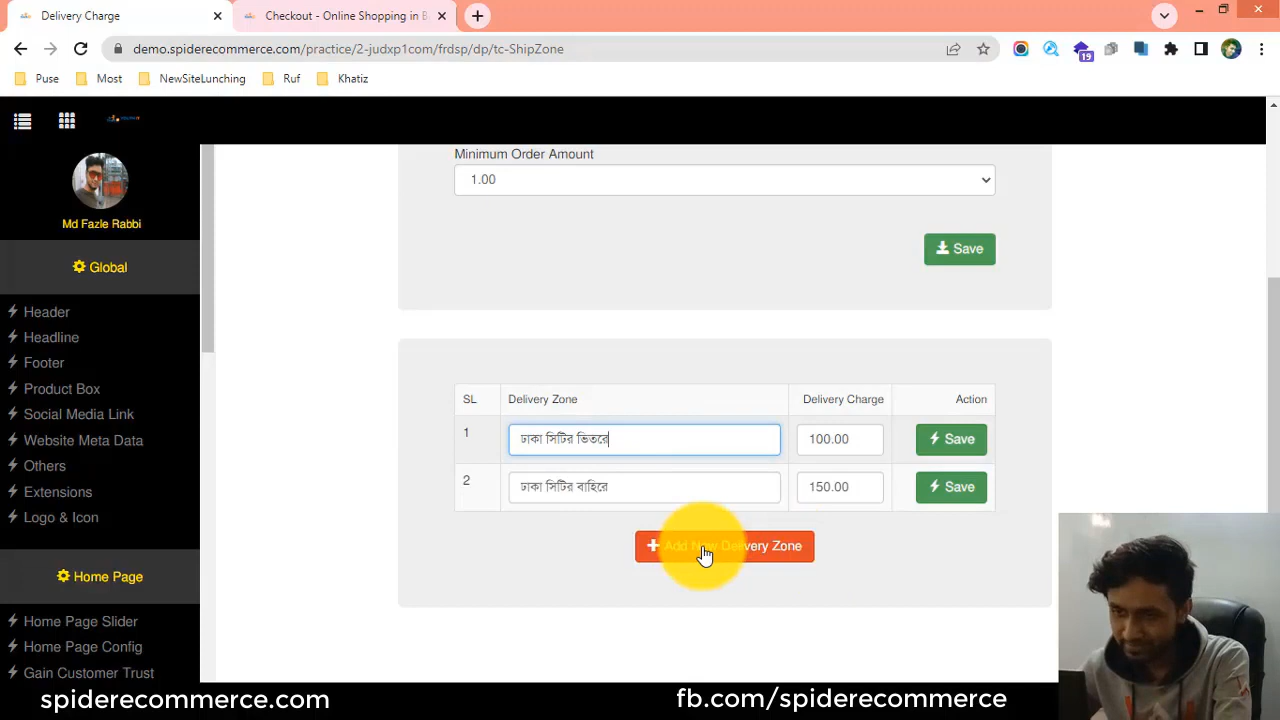 Delivery Charge
Checkout - Online Shopping in B
demo.spiderecommerce.com/practice/2-judxp1com/frdsp/dp/tc-ShipZone
19
Puse
Most
NewSiteLunching
Ruf
Khatiz
Md Fazle Rabbi
Global
Header
Headline
Footer
Product Box
Social Media Link
Website Meta Data
Others
Extensions
Logo & Icon
Home Page
Home Page Slider
Home Page Config
Gain Customer Trust
Minimum Order Amount
1.00
Save
SL Delivery Zone Delivery Charge Action
1 ঢাকা সিটির ভিতরে 100.00 Save
2 ঢাকা সিটির বাহিরে 150.00 Save
Add New Delivery Zone
spiderecommerce.com
fb.com/spiderecommerce